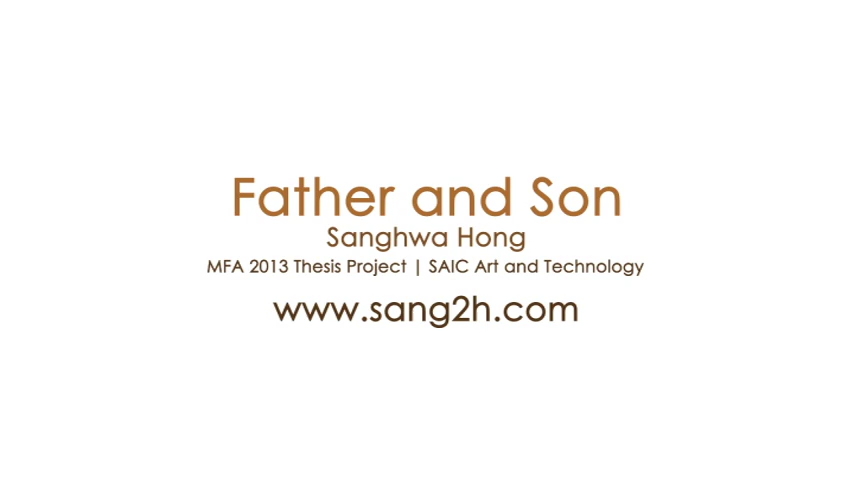 Father and Son
Sanghwa Hong
MFA 2013 Thesis Project | SAIC Art and Technology
www.sang2h.com